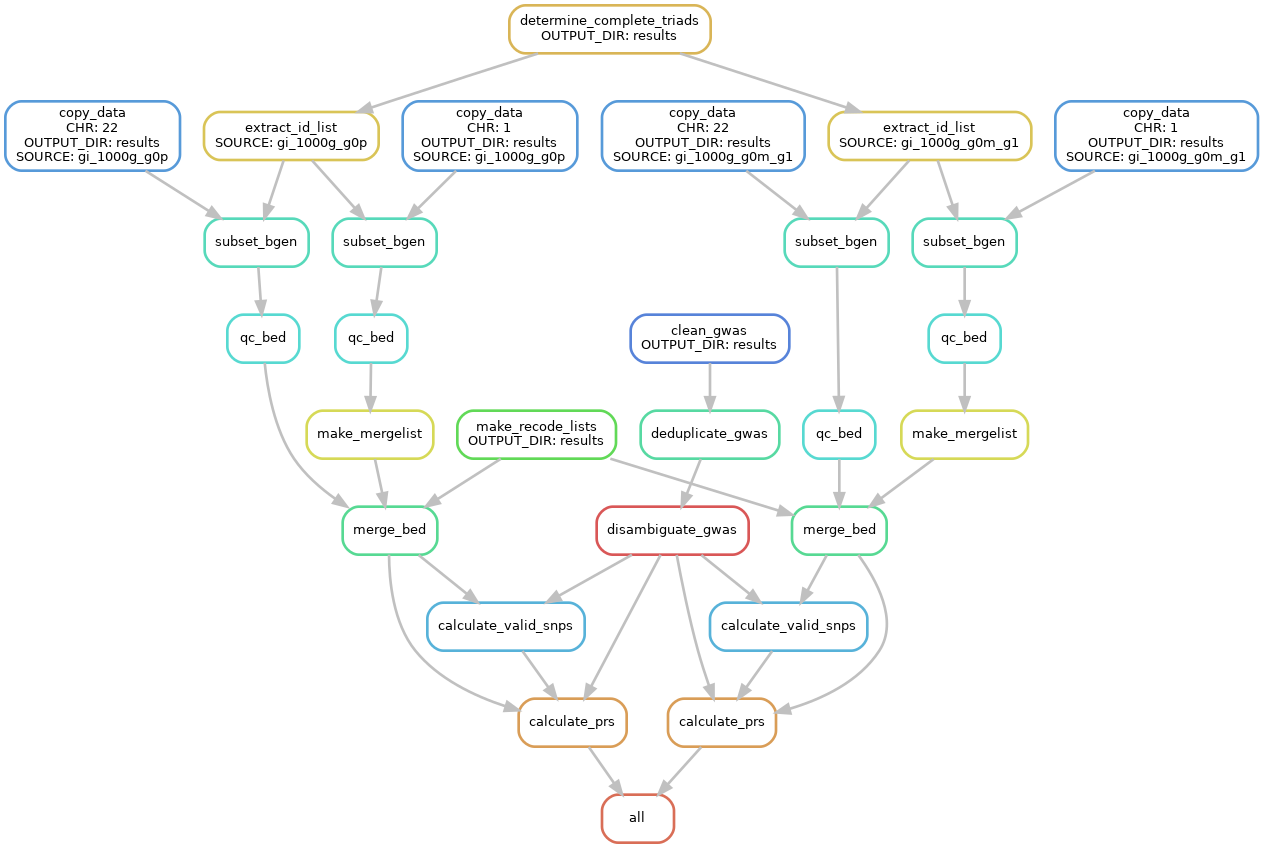 determine_complete_triads
OUTPUT_DIR: results
copy_data
CHR: 22
OUTPUT_DIR: results
SOURCE: gi_1000g_g0p
extract_id_list
SOURCE: gi_1000g_g0p
copy_data
CHR: 1
OUTPUT_DIR: results
SOURCE: gi_1000g_g0p
copy_data
CHR: 22
OUTPUT_DIR: results
SOURCE: gi_1000g_g0m_g1
extract_id_list
SOURCE: gi_1000g_g0m_g1
copy_data
CHR: 1
OUTPUT_DIR: results
SOURCE: gi_1000g_g0m_g1
subset_bgen
subset_bgen
subset_bgen
subset_bgen
qc_bed
qc_bed
clean_gwas
OUTPUT_DIR: results
qc_bed
make_mergelist
make_recode_lists
OUTPUT_DIR: results
deduplicate_gwas
qc_bed
make_mergelist
merge_bed
disambiguate_gwas
merge_bed
calculate_valid_snps
calculate_valid_snps
calculate_prs
calculate_prs
all